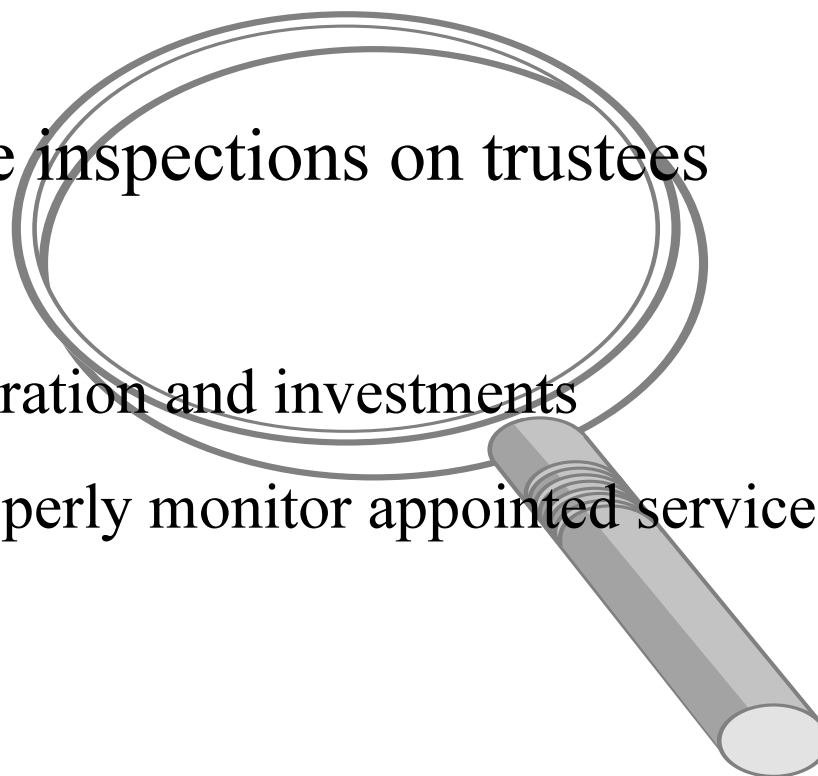 e inspections on trustees
ration and investments
perly monitor appointed service